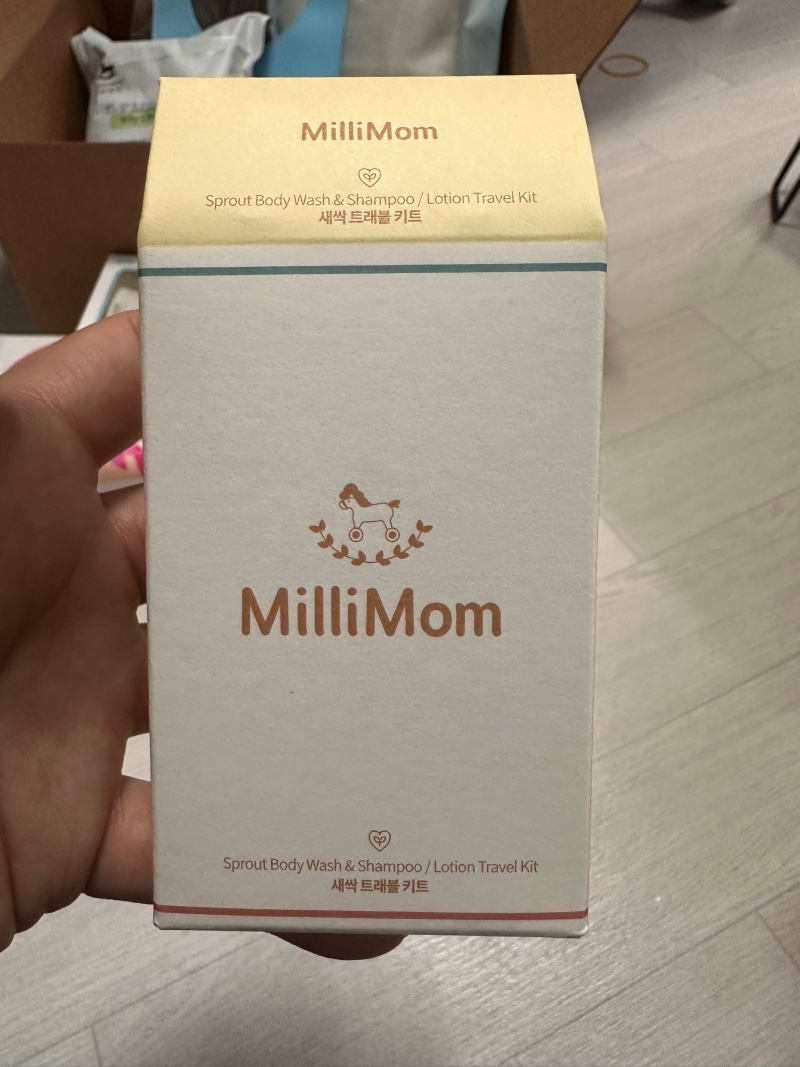 MilliMom
Sprout Body Wash & Shampoo / Lotion Travel Kit
새싹 트래블 키트
MilliMom
Sprout Body Wash & Shampoo / Lotion Travel Kit
새싹 트래블 키트